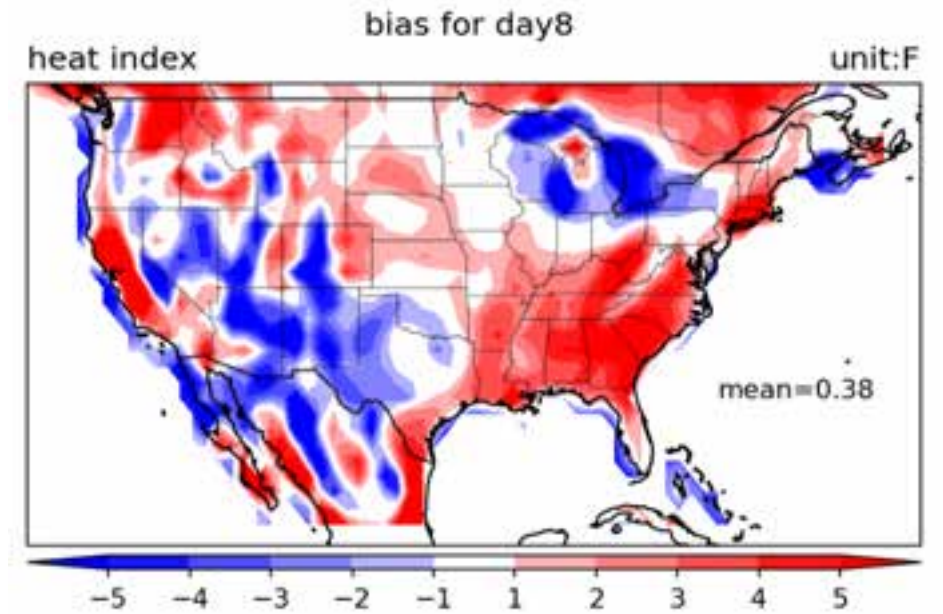 bias for day8
heat index unit:F
mean=0.38
−5 −4 −3 −2 −1 1 2 3 4 5